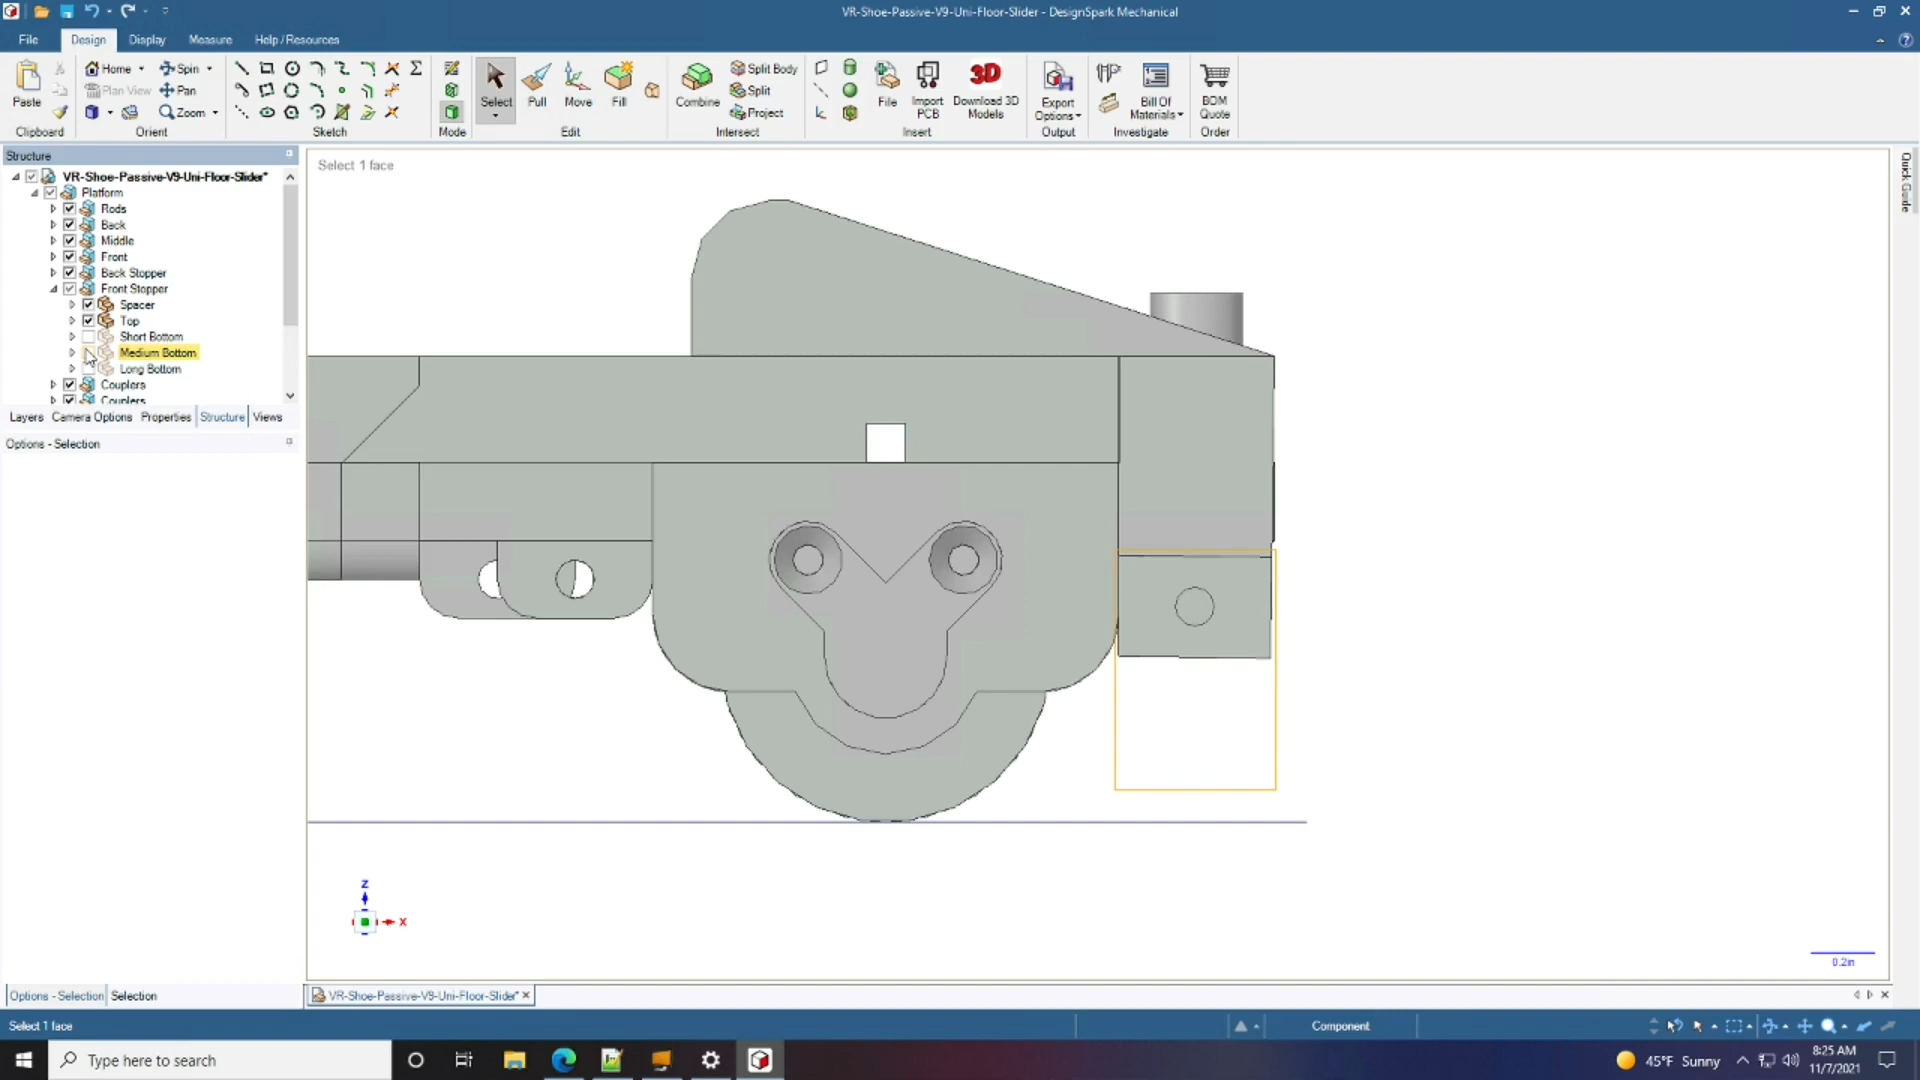 VR-Shoe-Passive-V9-Uni-Floor-Slider - DesignSpark Mechanical
File Design Display Measure Help / Resources
Paste
Home Spin
Plan View Pan
Zoom
Select Pull Move Fill
Combine
Split Body
Split
Project
File Import PCB Download 3D Models
3D
Export Options
Bill Of Materials
BOM Quote
Clipboard Orient Sketch Mode Edit Intersect Insert Output Investigate Order
Structure
VR-Shoe-Passive-V9-Uni-Floor-Slider*
Platform
Rods
Back
Middle
Front
Back Stopper
Front Stopper
Spacer
Top
Short Bottom
Medium Bottom
Long Bottom
Couplers
Couplers
Layers Camera Options Properties Structure Views
Options - Selection
Select 1 face
Quick Guide
Z
X
0.2in
Options - Selection Selection
VR-Shoe-Passive-V9-Uni-Floor-Slider*
Select 1 face
Component
Type here to search
45°F Sunny
8:25 AM
11/7/2021